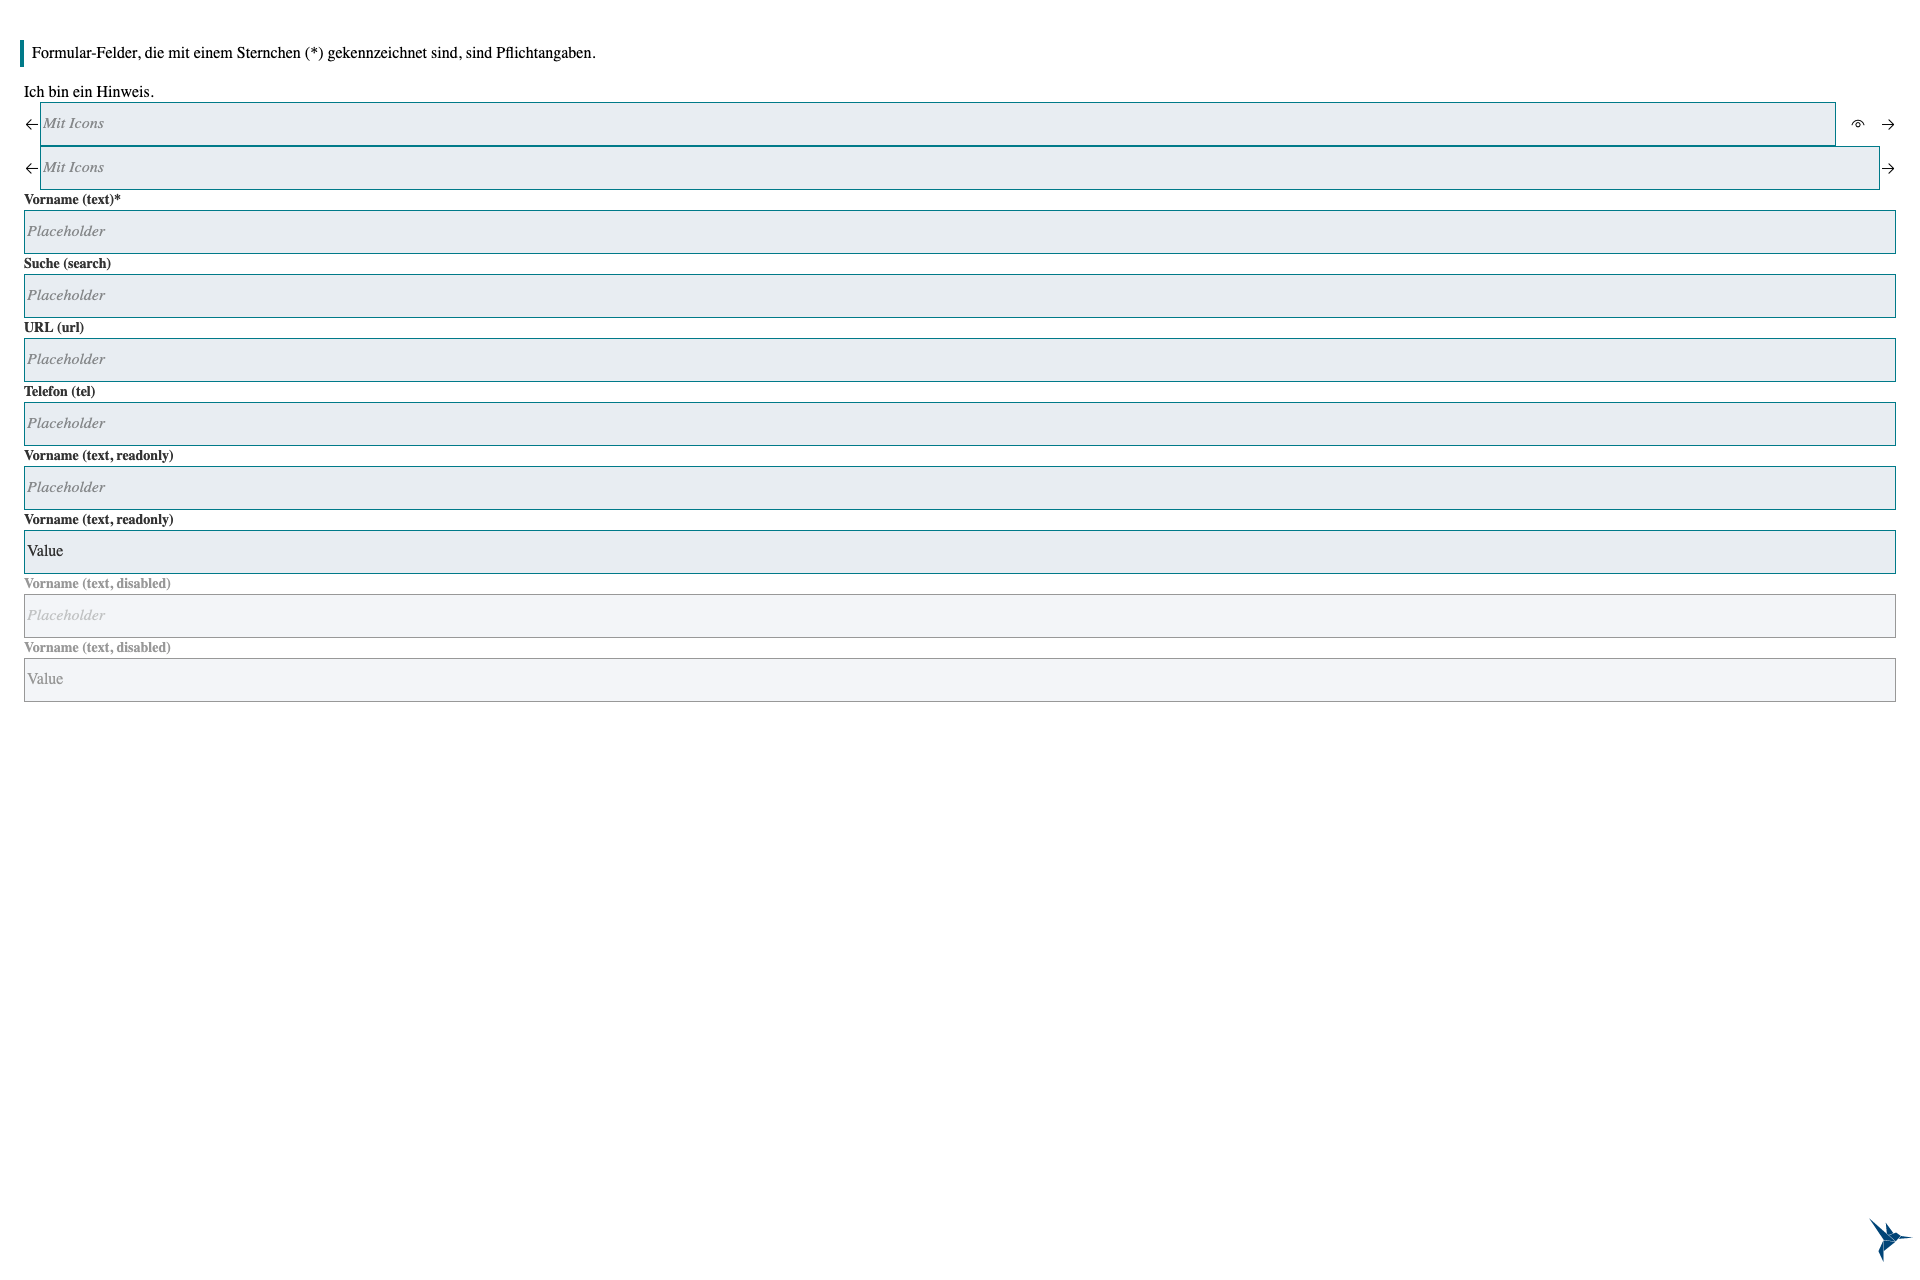 Formular-Felder, die mit einem Sternchen (*) gekennzeichnet sind, sind Pflichtangaben.
Ich bin ein Hinweis.
Mit Icons
Mit Icons
Vorname (text)*
Placeholder
Suche (search)
Placeholder
URL (url)
Placeholder
Telefon (tel)
Placeholder
Vorname (text, readonly)
Placeholder
Vorname (text, readonly)
Value
Vorname (text, disabled)
Placeholder
Vorname (text, disabled)
Value